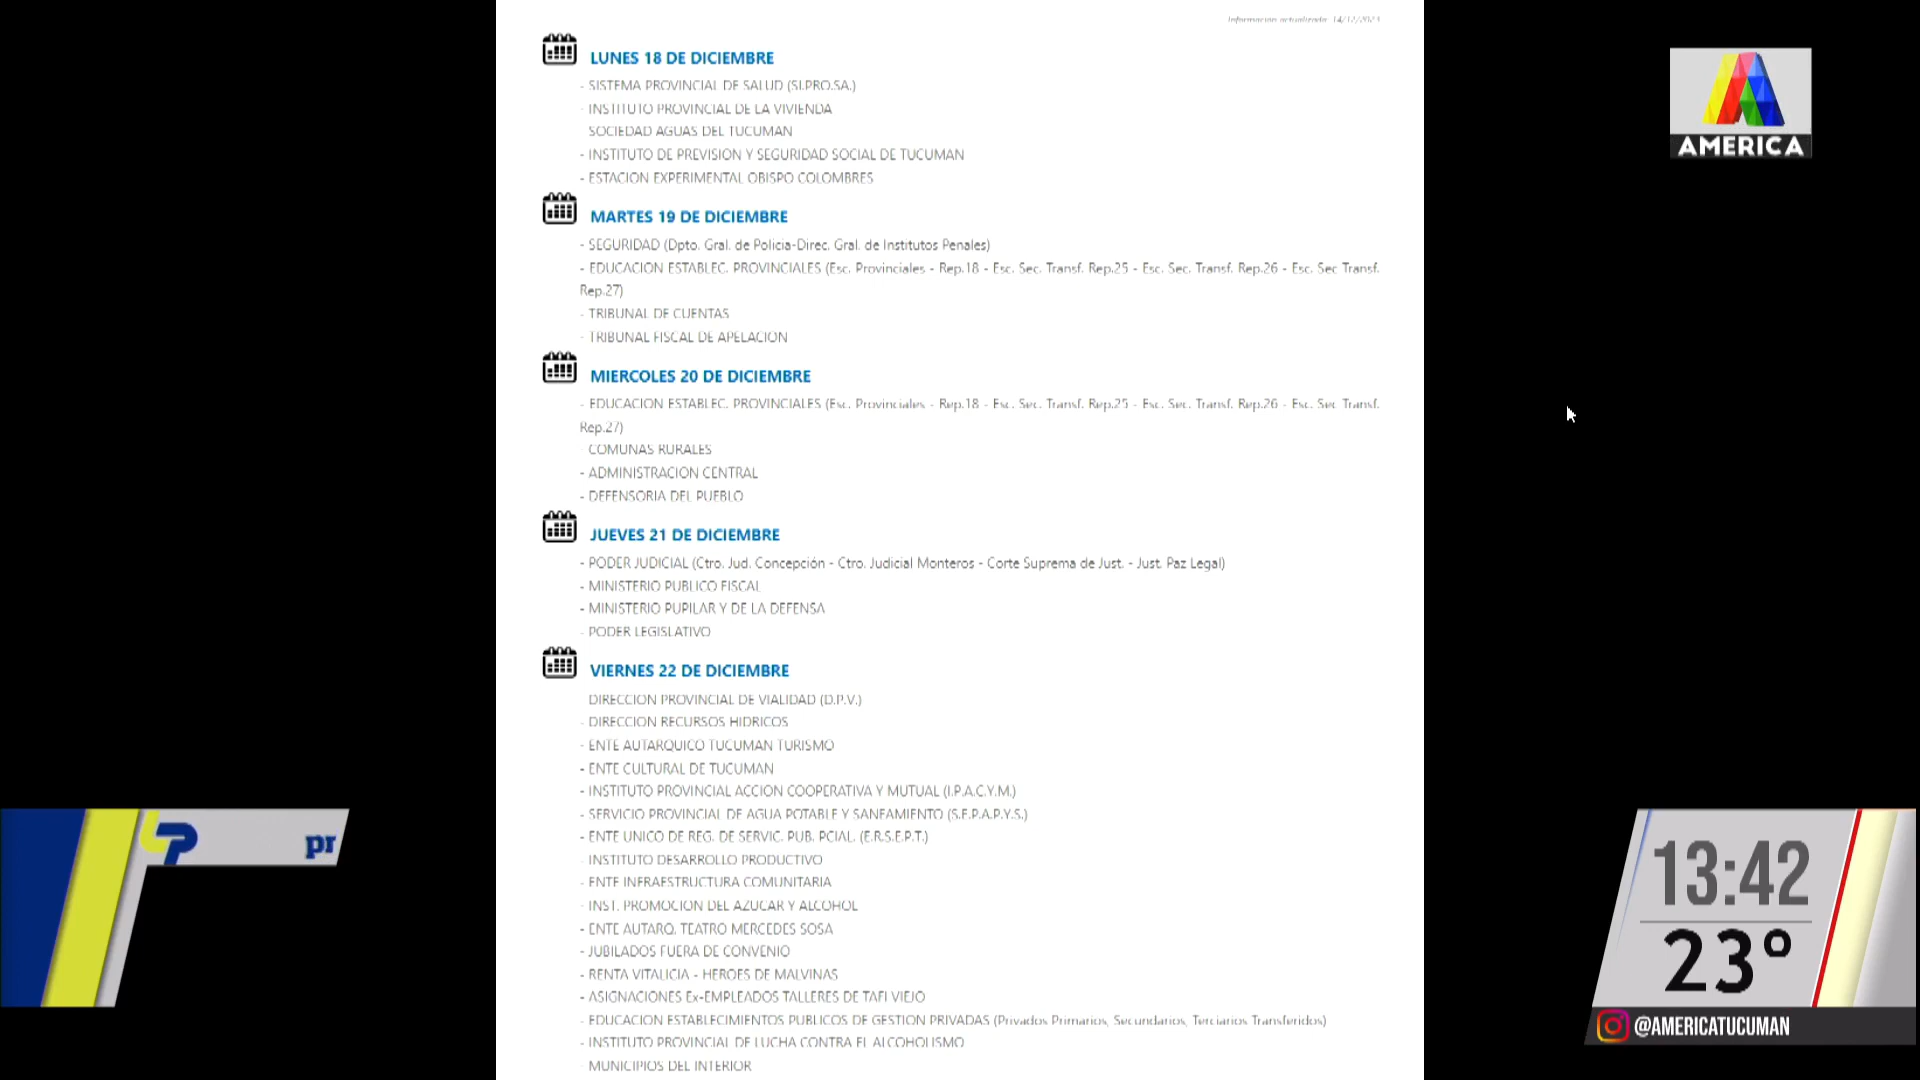 Informacion actualizada: 14/12/2023
LUNES 18 DE DICIEMBRE
- SISTEMA PROVINCIAL DE SALUD (SI.PRO.SA.)
- INSTITUTO PROVINCIAL DE LA VIVIENDA
SOCIEDAD AGUAS DEL TUCUMAN
- INSTITUTO DE PREVISION Y SEGURIDAD SOCIAL DE TUCUMAN
- ESTACION EXPERIMENTAL OBISPO COLOMBRES
MARTES 19 DE DICIEMBRE
- SEGURIDAD (Dpto. Gral. de Policia-Direc. Gral. de Institutos Penales)
- EDUCACION ESTABLEC. PROVINCIALES (Esc. Provinciales - Rep.18 - Esc. Sec. Transf. Rep.25 - Esc. Sec. Transf. Rep.26 - Esc. Sec Transf.
Rep.27)
- TRIBUNAL DE CUENTAS
- TRIBUNAL FISCAL DE APELACION
MIERCOLES 20 DE DICIEMBRE
- EDUCACION ESTABLEC. PROVINCIALES (Esc. Provinciales - Rep.18 - Esc. Sec. Transf. Rep.25 - Esc. Sec. Transf. Rep.26 - Esc. Sec Transf.
Rep.27)
COMUNAS RURALES
- ADMINISTRACION CENTRAL
- DEFENSORIA DEL PUEBLO
JUEVES 21 DE DICIEMBRE
- PODER JUDICIAL (Ctro. Jud. Concepción - Ctro. Judicial Monteros - Corte Suprema de Just. - Just. Paz Legal)
- MINISTERIO PUBLICO FISCAL
- MINISTERIO PUPILAR Y DE LA DEFENSA
- PODER LEGISLATIVO
VIERNES 22 DE DICIEMBRE
DIRECCION PROVINCIAL DE VIALIDAD (D.P.V.)
- DIRECCION RECURSOS HIDRICOS
- ENTE AUTARQUICO TUCUMAN TURISMO
- ENTE CULTURAL DE TUCUMAN
- INSTITUTO PROVINCIAL ACCION COOPERATIVA Y MUTUAL (I.P.A.C.Y.M.)
- SERVICIO PROVINCIAL DE AGUA POTABLE Y SANEAMIENTO (S.E.P.A.P.Y.S.)
- ENTE UNICO DE REG. DE SERVIC. PUB. PCIAL. (E.R.S.E.P.T.)
- INSTITUTO DESARROLLO PRODUCTIVO
- ENTE INFRAESTRUCTURA COMUNITARIA
- INST. PROMOCION DEL AZUCAR Y ALCOHOL
- ENTE AUTARQ. TEATRO MERCEDES SOSA
- JUBILADOS FUERA DE CONVENIO
- RENTA VITALICIA - HEROES DE MALVINAS
- ASIGNACIONES Ex-EMPLEADOS TALLERES DE TAFI VIEJO
- EDUCACION ESTABLECIMIENTOS PUBLICOS DE GESTION PRIVADAS (Privados Primarios, Secundarios, Terciarios Transferidos)
- INSTITUTO PROVINCIAL DE LUCHA CONTRA EL ALCOHOLISMO
MUNICIPIOS DEL INTERIOR
AMERICA
LP
pr
13:42
23°
@AMERICATUCUMAN